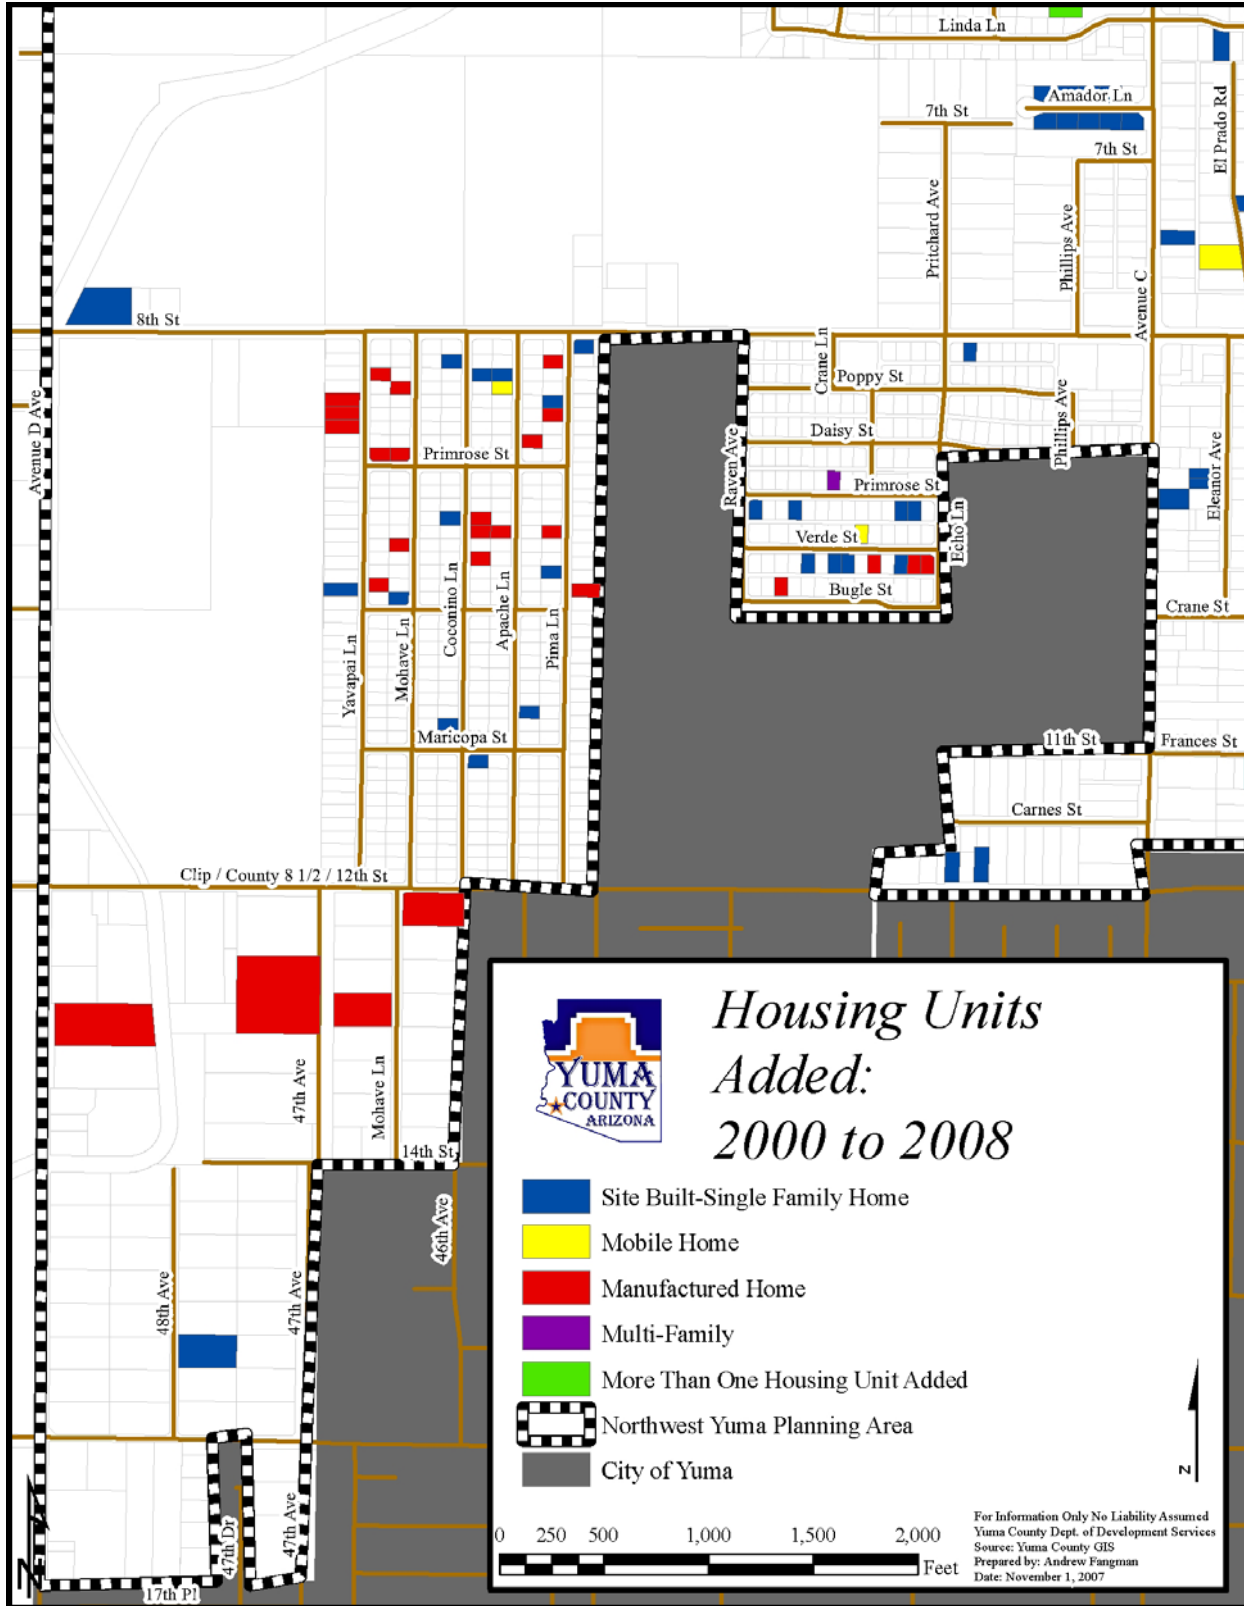 Linda Ln
Amador Ln
7th St
El Prado Rd
7th St
Pritchard Ave
Phillips Ave
Avenue C
8th St
Crane Ln
Poppy St
Avenue D Ave
Phillips Ave
Daisy St
Primrose St
Raven Ave
Eleanor Ave
Primrose St
Verde St
Echo Ln
Bugle St
Coconino Ln
Apache Ln
Crane St
Yavapai Ln
Mohave Ln
Pima Ln
Maricopa St
11th St
Frances St
Carnes St
Clip / County 8 1/2 / 12th St
47th Ave
Mohave Ln
14th St
46th Ave
48th Ave
47th Ave
47th Dr
47th Ave
17th Pl
YUMA
COUNTY
ARIZONA
Housing Units
Added:
2000 to 2008
Site Built-Single Family Home
Mobile Home
Manufactured Home
Multi-Family
More Than One Housing Unit Added
Northwest Yuma Planning Area
City of Yuma
N
0 250 500 1,000 1,500 2,000
Feet
For Information Only No Liability Assumed
Yuma County Dept. of Development Services
Source: Yuma County GIS
Prepared by: Andrew Fangman
Date: November 1, 2007